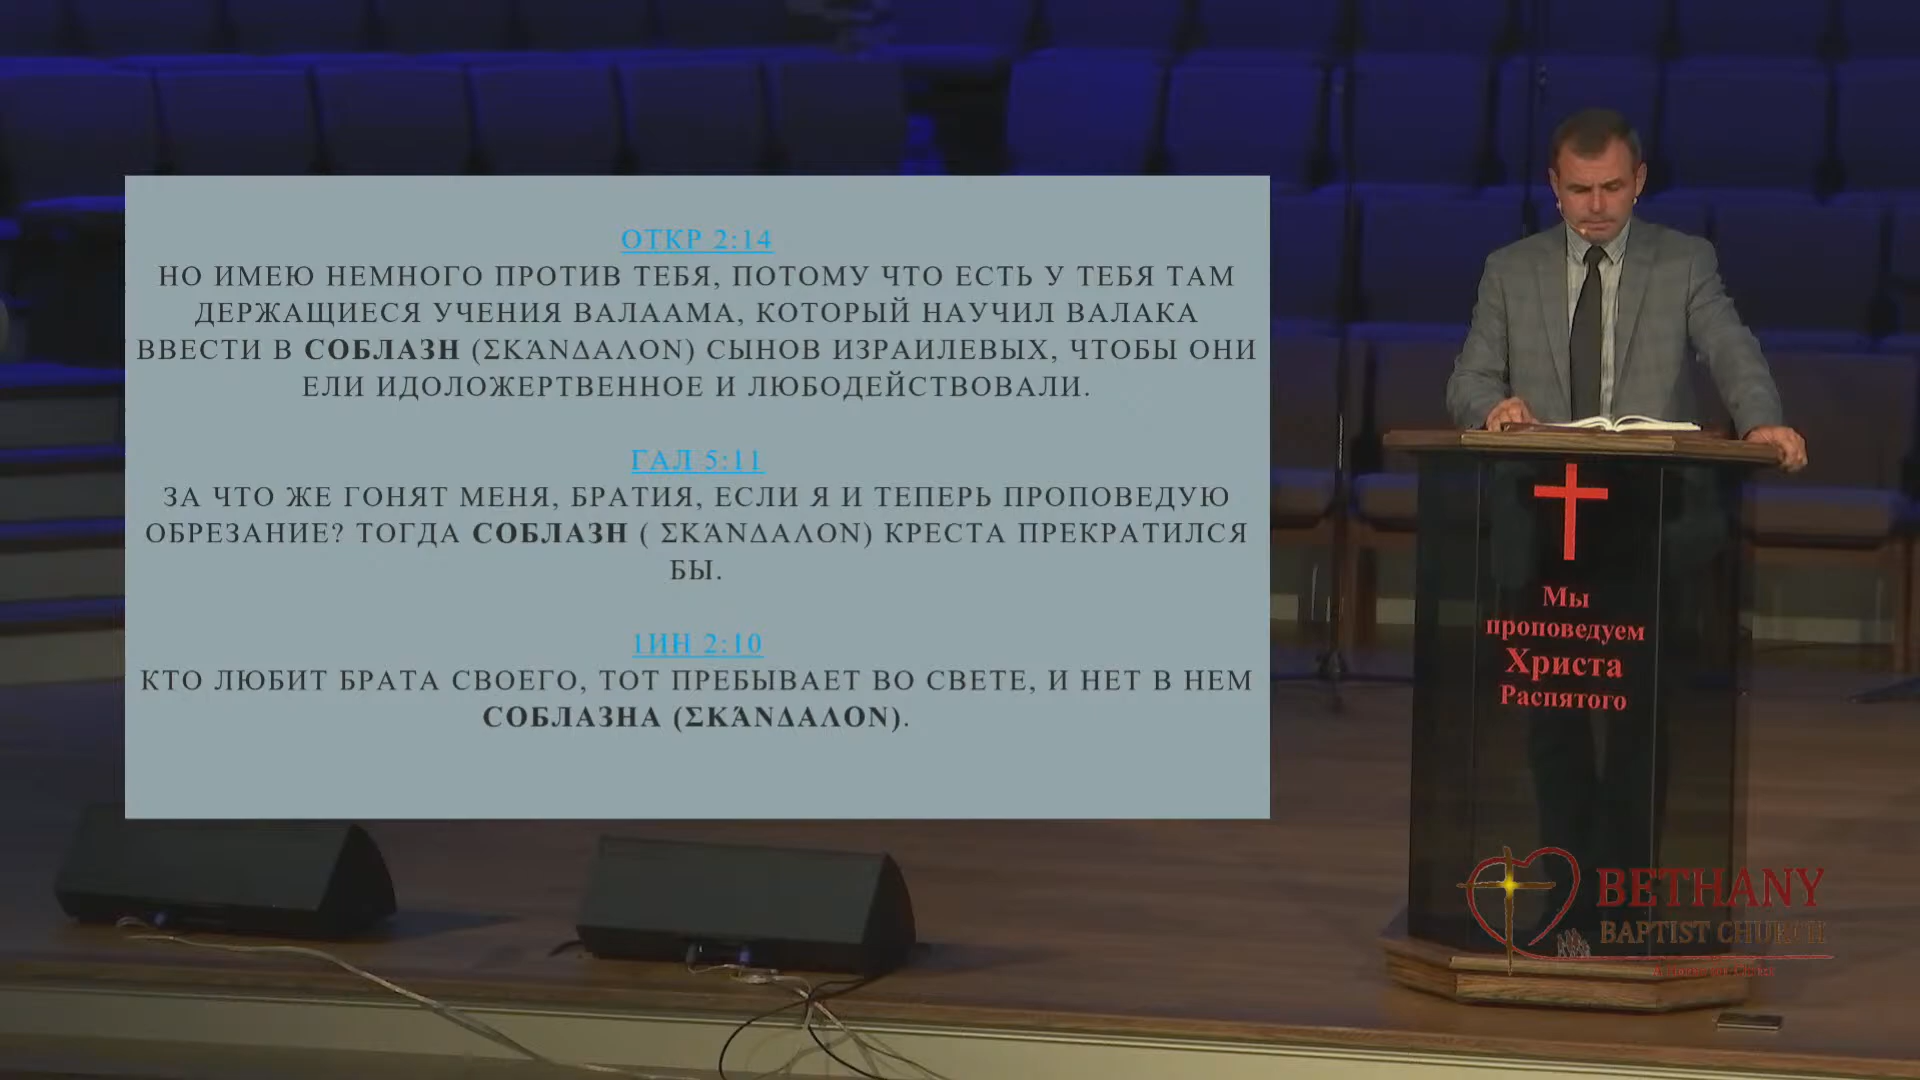 ОТКР 2:14
НО ИМЕЮ НЕМНОГО ПРОТИВ ТЕБЯ, ПОТОМУ ЧТО ЕСТЬ У ТЕБЯ ТАМ
ДЕРЖАЩИЕСЯ УЧЕНИЯ ВАЛААМА, КОТОРЫЙ НАУЧИЛ ВАЛАКА
ВВЕСТИ В СОБЛАЗН (ΣΚΆΝΔΑΛΟΝ) СЫНОВ ИЗРАИЛЕВЫХ, ЧТОБЫ ОНИ
ЕЛИ ИДОЛОЖЕРТВЕННОЕ И ЛЮБОДЕЙСТВОВАЛИ.
ГАЛ 5:11
ЗА ЧТО ЖЕ ГОНЯТ МЕНЯ, БРАТИЯ, ЕСЛИ Я И ТЕПЕРЬ ПРОПОВЕДУЮ
ОБРЕЗАНИЕ? ТОГДА СОБЛАЗН ( ΣΚΆΝΔΑΛΟΝ) КРЕСТА ПРЕКРАТИЛСЯ
БЫ.
1ИН 2:10
КТО ЛЮБИТ БРАТА СВОЕГО, ТОТ ПРЕБЫВАЕТ ВО СВЕТЕ, И НЕТ В НЕМ
СОБЛАЗНА (ΣΚΆΝΔΑΛΟΝ).
Мы
проповедуем
Христа
Распятого
BETHANY
BAPTIST CHURCH